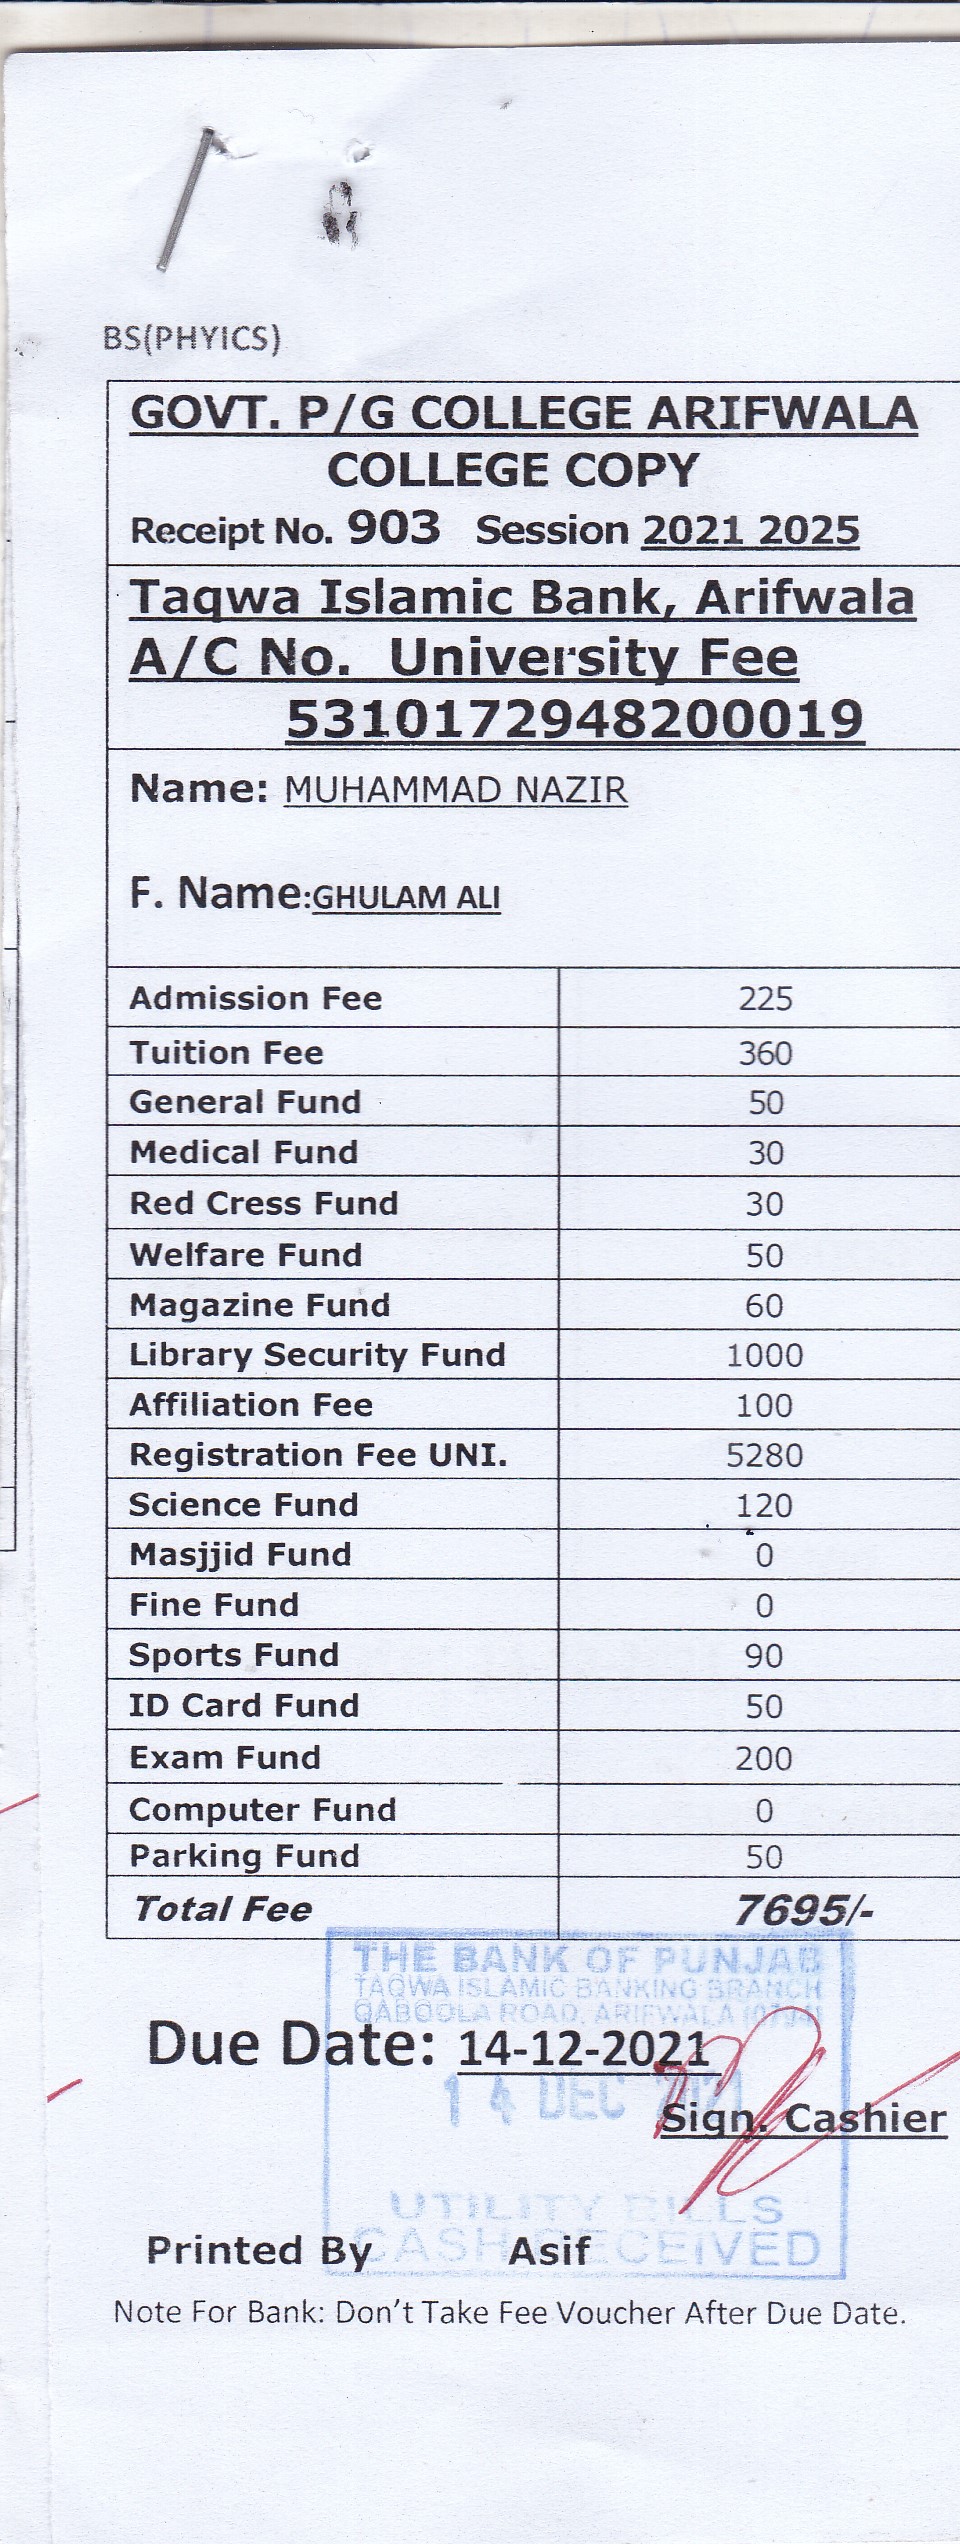 BS(PHYICS)
GOVT. P/G COLLEGE ARIFWALA
COLLEGE COPY
Receipt No. 903 Session 2021 2025
Taqwa Islamic Bank, Arifwala
A/C No. University Fee
5310172948200019
Name: MUHAMMAD NAZIR
F. Name:GHULAM ALI
Admission Fee 225
Tuition Fee 360
General Fund 50
Medical Fund 30
Red Cress Fund 30
Welfare Fund 50
Magazine Fund 60
Library Security Fund 1000
Affiliation Fee 100
Registration Fee UNI. 5280
Science Fund 120
Masjjid Fund 0
Fine Fund 0
Sports Fund 90
ID Card Fund 50
Exam Fund 200
Computer Fund 0
Parking Fund 50
Total Fee 7695/-
THE BANK OF PUNJAB
TAQWA ISLAMIC BANKING BRANCH
QABOOLA ROAD, ARIFWALA (0794)
Due Date: 14-12-2021
14 DEC 2021
Sign. Cashier
UTILITY BILLS
CASH RECEIVED
Printed By Asif
Note For Bank: Don't Take Fee Voucher After Due Date.